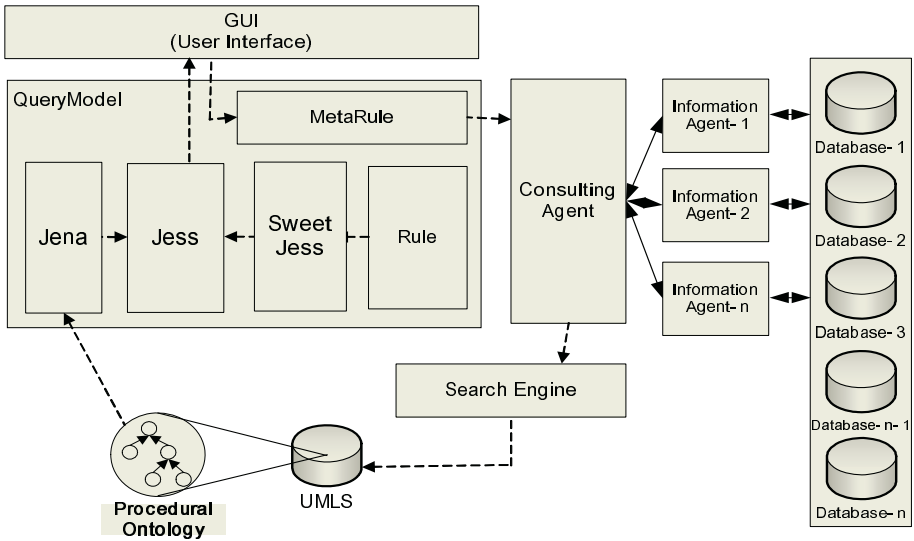 GUI
(User Interface)
QueryModel
MetaRule
Jena
Jess
Sweet
Jess
Rule
Consulting
Agent
Information
Agent- 1
Information
Agent- 2
Information
Agent- n
Database- 1
Database- 2
Database- 3
Database- n- 1
Database- n
Search Engine
UMLS
Procedural
Ontology